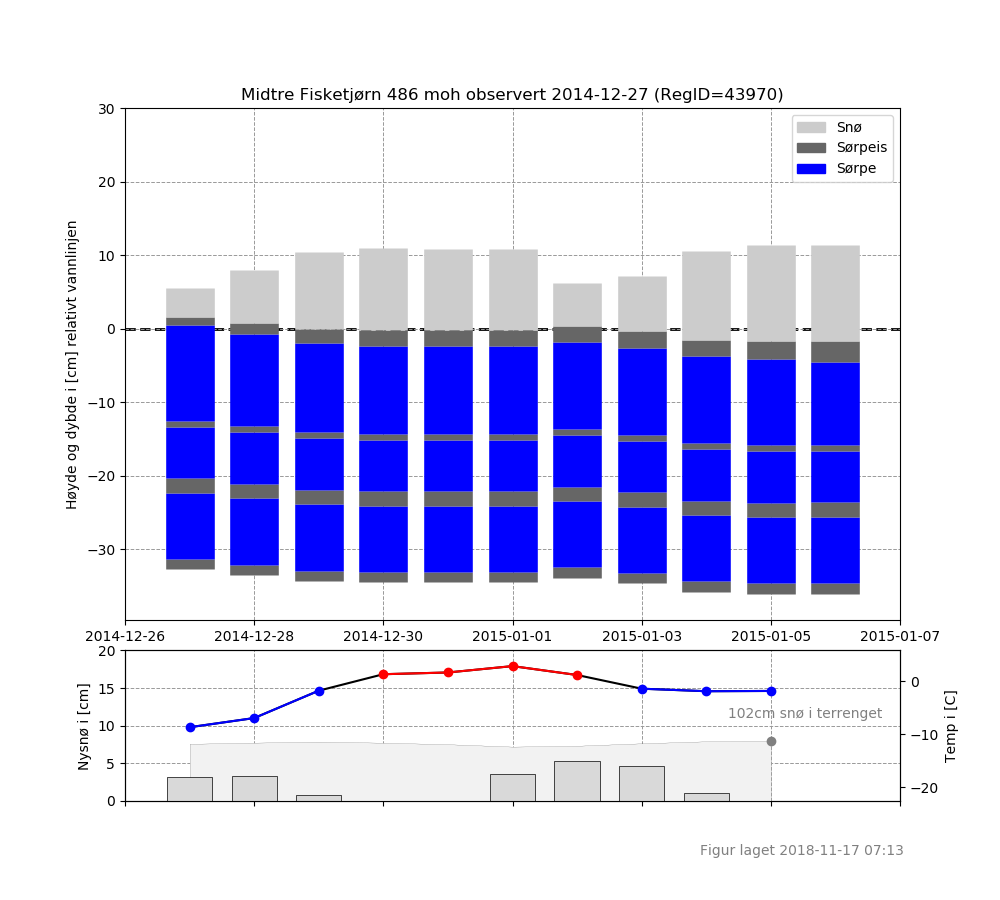 Midtre Fisketjørn 486 moh observert 2014-12-27 (RegID=43970)
Høyde og dybde i [cm] relativt vannlinjen
30
20
10
0
−10
−20
−30
Snø
Sørpeis
Sørpe
2014-12-26 2014-12-28 2014-12-30 2015-01-01 2015-01-03 2015-01-05 2015-01-07
Nysnø i [cm]
20
15
10
5
0
102cm snø i terrenget
0
−10
−20
Temp i [C]
Figur laget 2018-11-17 07:13